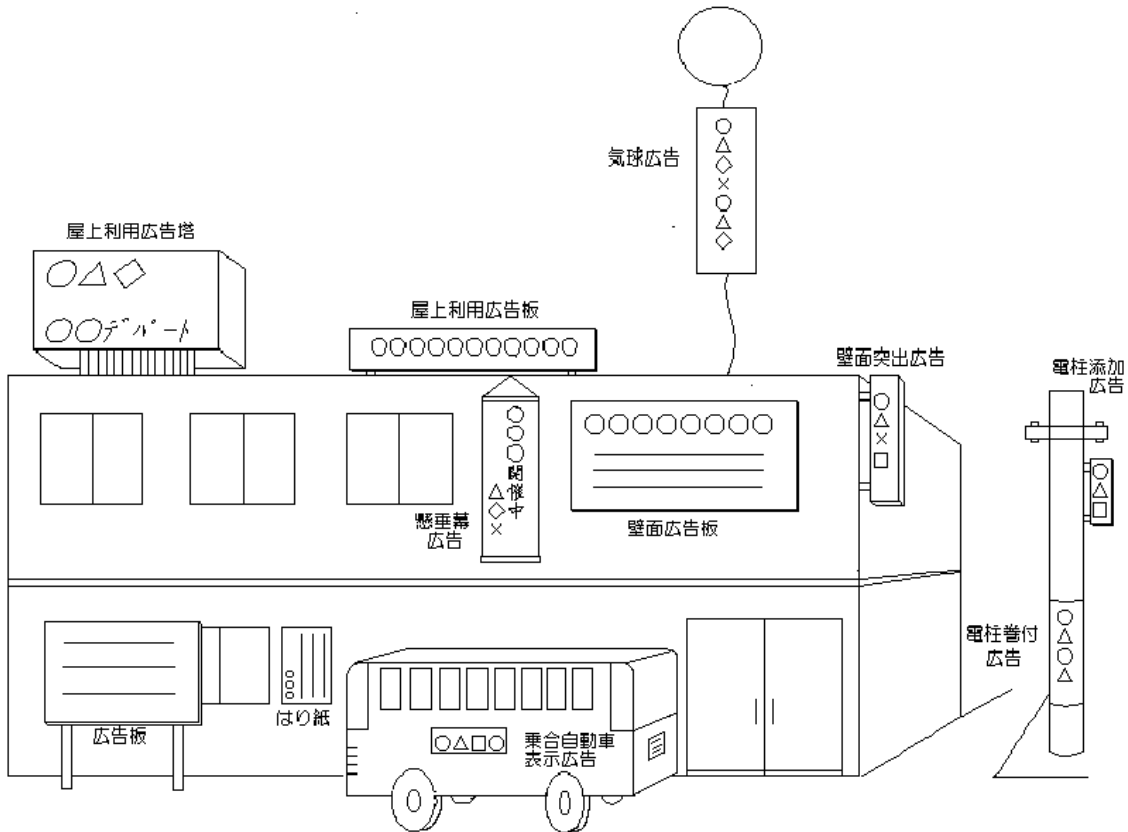 気球広告
○△◇×○△◇
屋上利用広告塔
○△◇
○○デパート
屋上利用広告板
○○○○○○○○○○○
壁面突出広告
○△×□
電柱添加
広告
○△□
○○○○○○○○
壁面広告板
○○○開催中
△◇×
懸垂幕
広告
電柱巻付
広告
○△○△
広告板
○○○
はり紙
○△□○
乗合自動車
表示広告